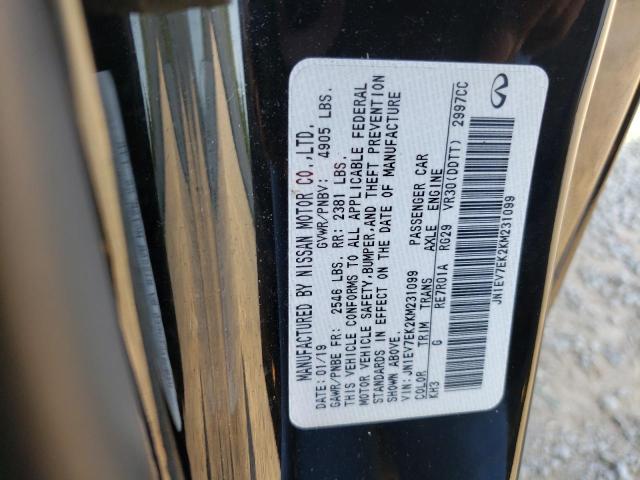 MANUFACTURED BY NISSAN MOTOR CO.,LTD.
DATE: 01/19 GVWR/PNBV: 4905 LBS.
GAWR/PNBE FR: 2546 LBS. RR: 2381 LBS.
THIS VEHICLE CONFORMS TO ALL APPLICABLE FEDERAL
MOTOR VEHICLE SAFETY,BUMPER,AND THEFT PREVENTION
STANDARDS IN EFFECT ON THE DATE OF MANUFACTURE
SHOWN ABOVE.
VIN: JN1EV7EK2KM231099 PASSENGER CAR
COLOR TRIM TRANS AXLE ENGINE
KH3 G RE7R01A RG29 VR30(DDTT) 2997CC
JN1EV7EK2KM231099